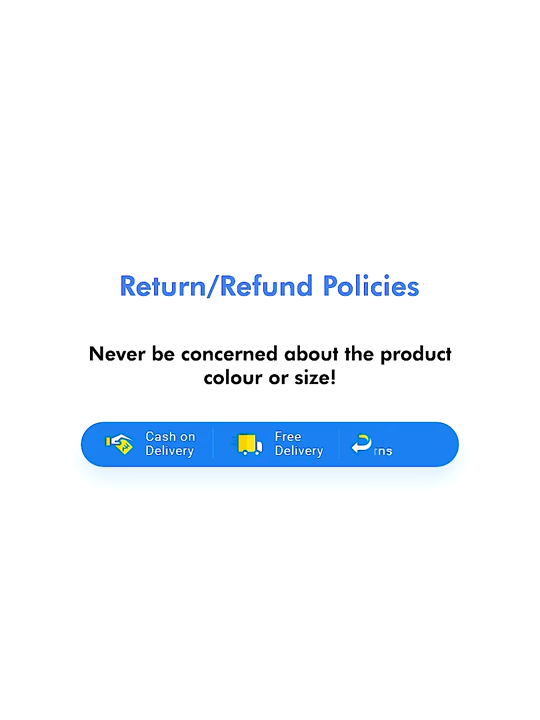 Return/Refund Policies
Never be concerned about the product
colour or size!
Cash on
Delivery
Free
Delivery
rns